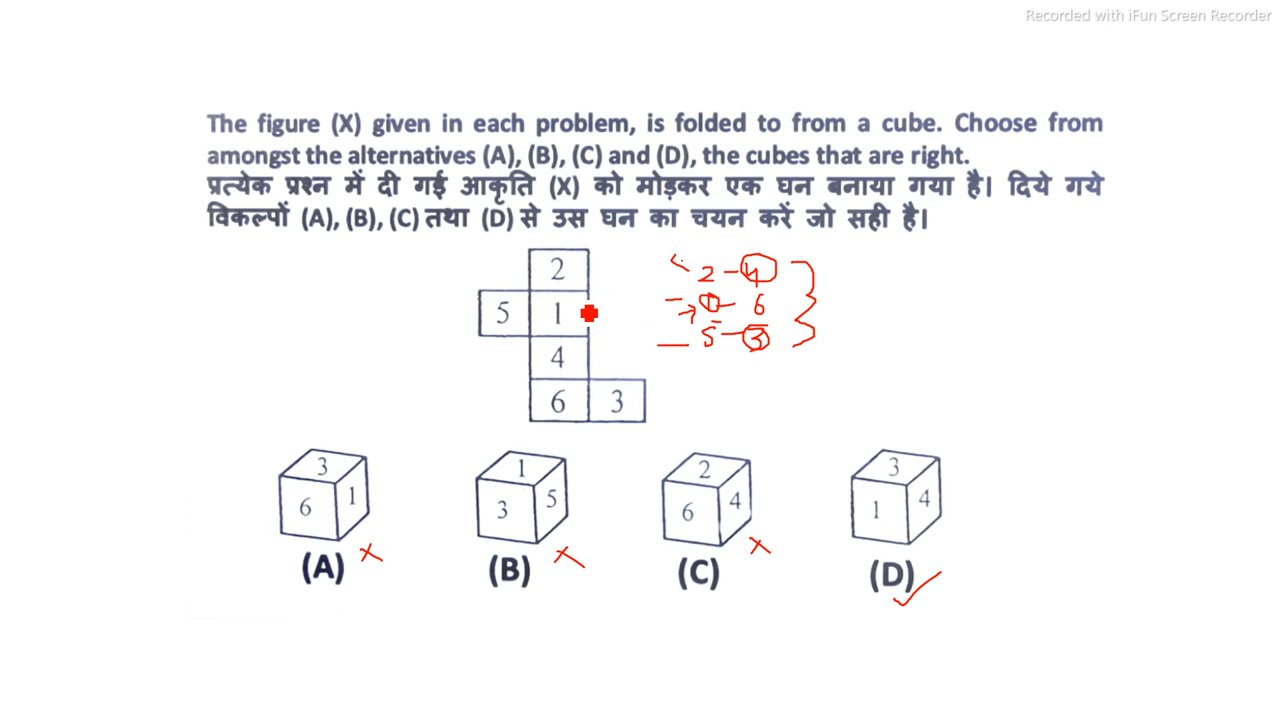 Recorded with iFun Screen Recorder
The figure (X) given in each problem, is folded to from a cube. Choose from
amongst the alternatives (A), (B), (C) and (D), the cubes that are right.
प्रत्येक प्रश्न में दी गई आकृति (X) को मोड़कर एक घन बनाया गया है। दिये गये
विकल्पों (A), (B), (C) तथा (D) से उस घन का चयन करें जो सही है।
2
5 1
4
6 3
2 - 4
1 - 6
5 - 3
3
6 1
1
3 5
2
6 4
3
1 4
(A) (B) (C) (D)